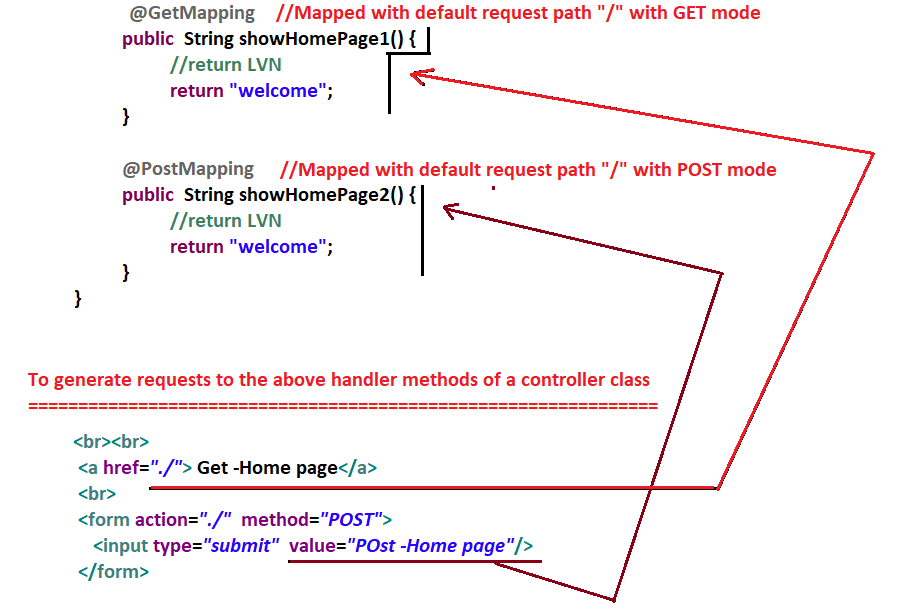 @GetMapping //Mapped with default request path "/" with GET mode
public String showHomePage1() {
//return LVN
return "welcome";
}
@PostMapping //Mapped with default request path "/" with POST mode
public String showHomePage2() {
//return LVN
return "welcome";
}
}
To generate requests to the above handler methods of a controller class
===============================================================
<br><br>
<a href="./"> Get -Home page</a>
<br>
<form action="./" method="POST">
<input type="submit" value="POst -Home page"/>
</form>